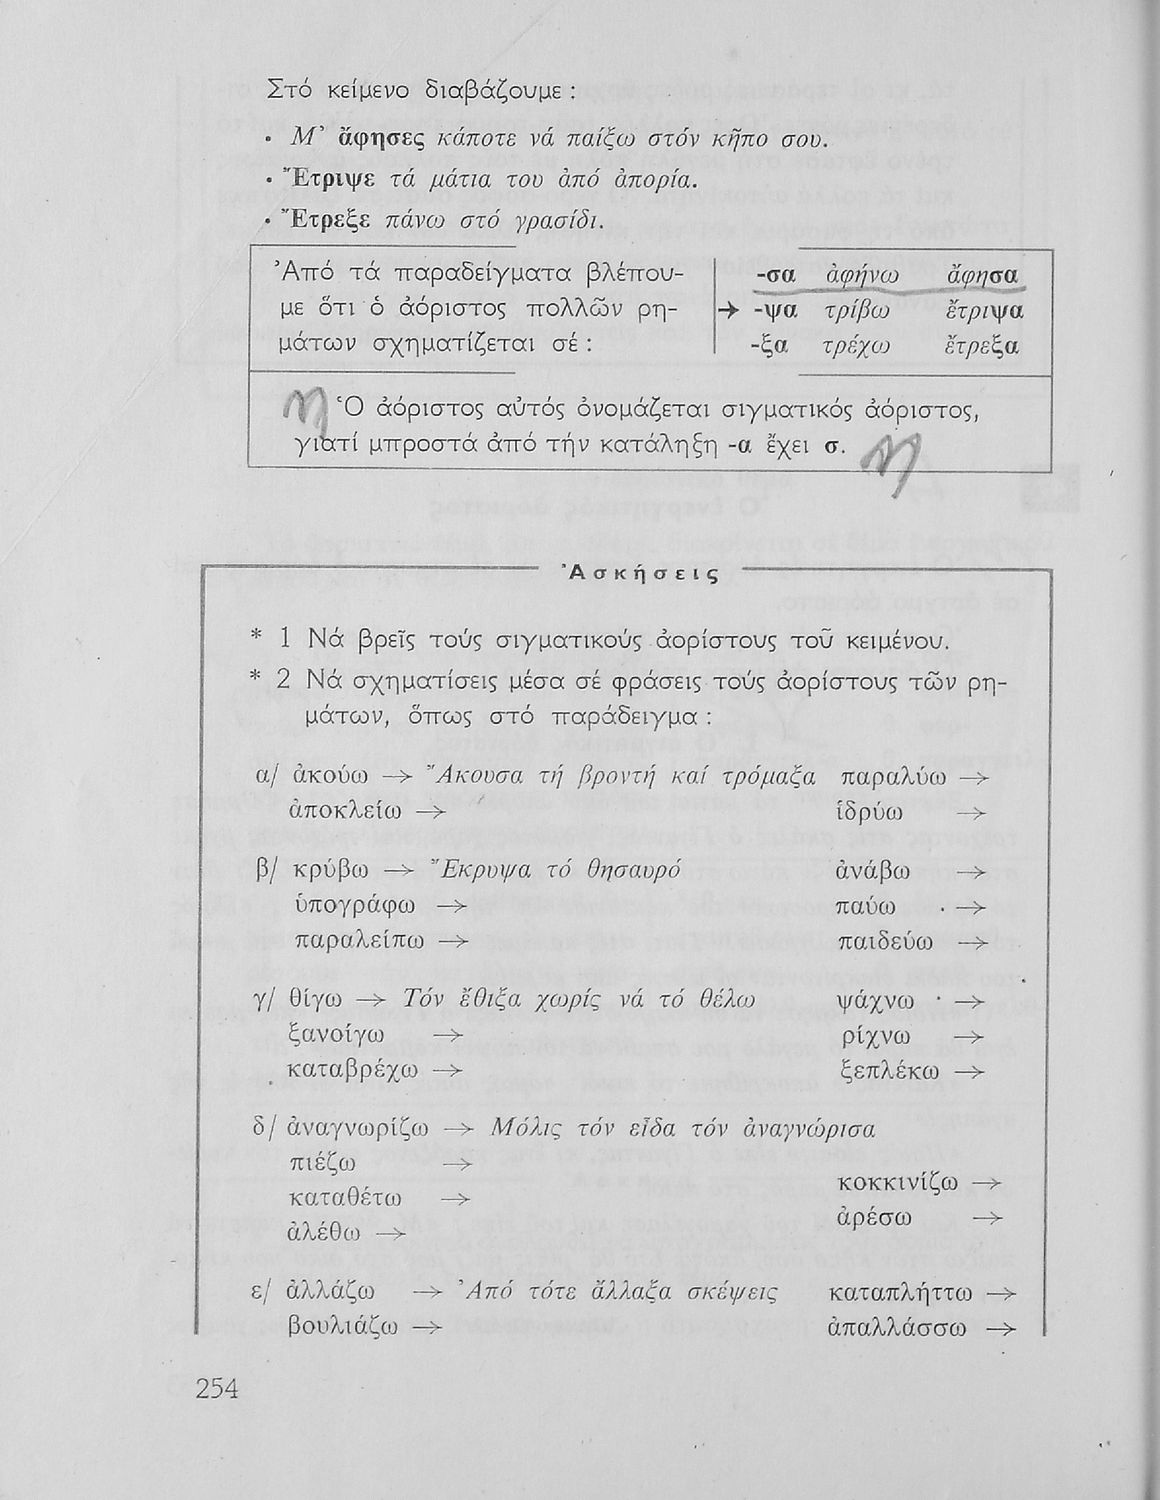 Στό κείμενο διαβάζουμε :
• Μ᾿ ἄφησες κάποτε νά παίξω στόν κῆπο σου.
• Ἔτριψε τά μάτια του ἀπό ἀπορία.
• Ἔτρεξε πάνω στό γρασίδι.
Ἀπό τά παραδείγματα βλέπου-
με ὅτι ὁ ἀόριστος πολλῶν ρη-
μάτων σχηματίζεται σέ :
-σα ἀφήνω ἄφησα
→ -ψα τρίβω ἔτριψα
-ξα τρέχω ἔτρεξα
Ὁ ἀόριστος αὐτός ὀνομάζεται σιγματικός ἀόριστος,
γιατί μπροστά ἀπό τήν κατάληξη -α ἔχει σ.
Ἀσκήσεις
* 1 Νά βρεῖς τούς σιγματικούς ἀορίστους τοῦ κειμένου.
* 2 Νά σχηματίσεις μέσα σέ φράσεις τούς ἀορίστους τῶν ρη-
μάτων, ὅπως στό παράδειγμα :
α/ ἀκούω → Ἄκουσα τή βροντή καί τρόμαξα παραλύω →
ἀποκλείω → ἱδρύω →
β/ κρύβω → Ἔκρυψα τό θησαυρό ἀνάβω →
ὑπογράφω → παύω →
παραλείπω → παιδεύω →
γ/ θίγω → Τόν ἔθιξα χωρίς νά τό θέλω ψάχνω →
ξανοίγω → ρίχνω →
καταβρέχω → ξεπλέκω →
δ/ ἀναγνωρίζω → Μόλις τόν εἶδα τόν ἀναγνώρισα
πιέζω →
καταθέτω → κοκκινίζω →
ἀλέθω → ἀρέσω →
ε/ ἀλλάζω → Ἀπό τότε ἄλλαξα σκέψεις καταπλήττω →
βουλιάζω → ἀπαλλάσσω →
254